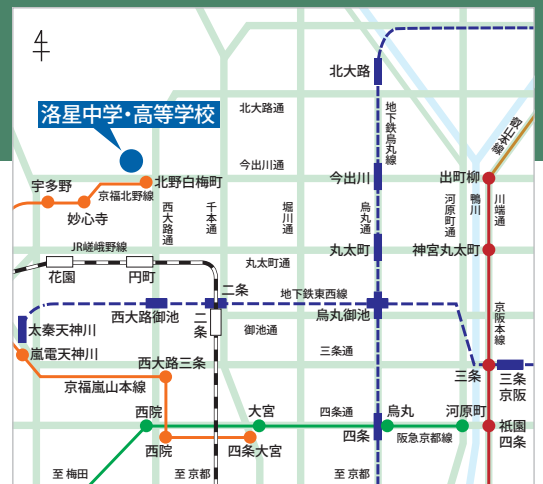 北大路
北大路通
洛星中学・高等学校
地下鉄烏丸線
叡山本線
今出川通
今出川
出町柳
宇多野
北野白梅町
京福北野線
妙心寺
西大路通
千本通
堀川通
烏丸通
河原町通
鴨川
川端通
JR嵯峨野線
丸太町通
丸太町
神宮丸太町
花園
円町
二条
地下鉄東西線
西大路御池
二条
烏丸御池
京阪本線
太秦天神川
御池通
嵐電天神川
三条通
西大路三条
三条
三条
京阪
京福嵐山本線
西院
大宮
四条通
烏丸
河原町
祇園
四条
西院
四条大宮
四条
阪急京都線
至 梅田
至 京都
至 京都